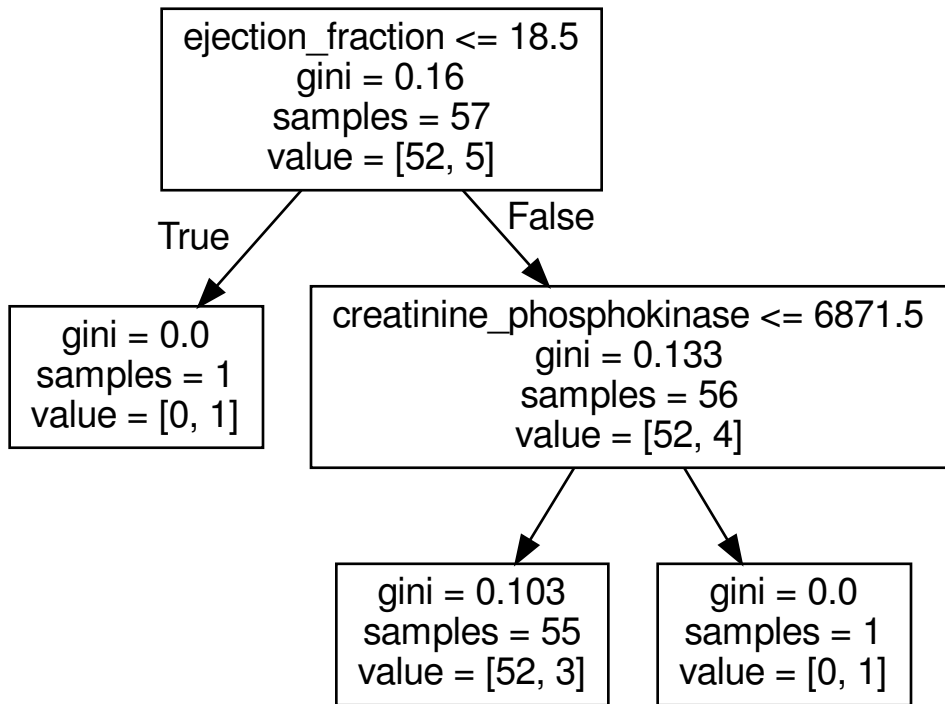 ejection_fraction <= 18.5
gini = 0.16
samples = 57
value = [52, 5]
True
False
gini = 0.0
samples = 1
value = [0, 1]
creatinine_phosphokinase <= 6871.5
gini = 0.133
samples = 56
value = [52, 4]
gini = 0.103
samples = 55
value = [52, 3]
gini = 0.0
samples = 1
value = [0, 1]